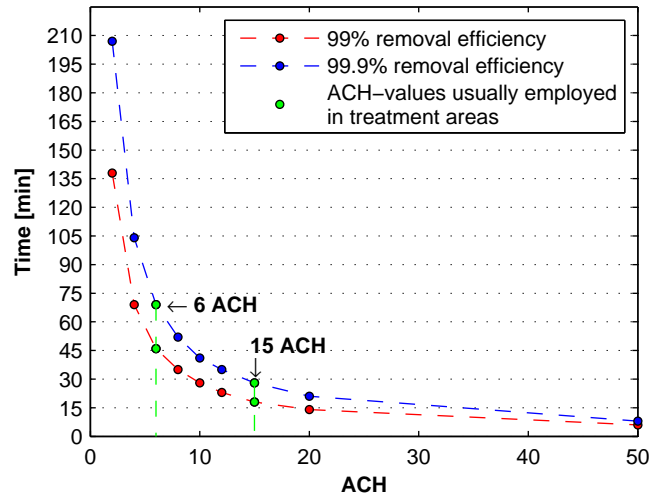 210
195
180
165
150
135
120
105
90
75
60
45
30
15
0
Time [min]
99% removal efficiency
99.9% removal efficiency
ACH−values usually employed
in treatment areas
6 ACH
15 ACH
0 10 20 30 40 50
ACH